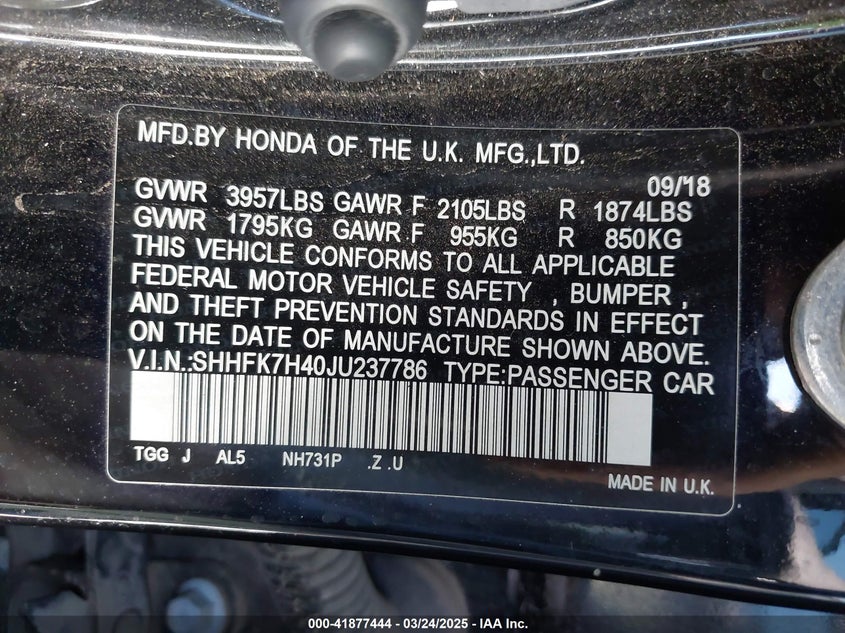 MFD.BY HONDA OF THE U.K. MFG.,LTD.
09/18
GVWR 3957LBS GAWR F 2105LBS R 1874LBS
GVWR 1795KG GAWR F 955KG R 850KG
THIS VEHICLE CONFORMS TO ALL APPLICABLE
FEDERAL MOTOR VEHICLE SAFETY , BUMPER ,
AND THEFT PREVENTION STANDARDS IN EFFECT
ON THE DATE OF MANUFACTURE SHOWN ABOVE.
V.I.N.:SHHFK7H40JU237786 TYPE:PASSENGER CAR
TGG J AL5 NH731P .Z .U
MADE IN U.K.
000-41877444 - 03/24/2025 - IAA Inc.